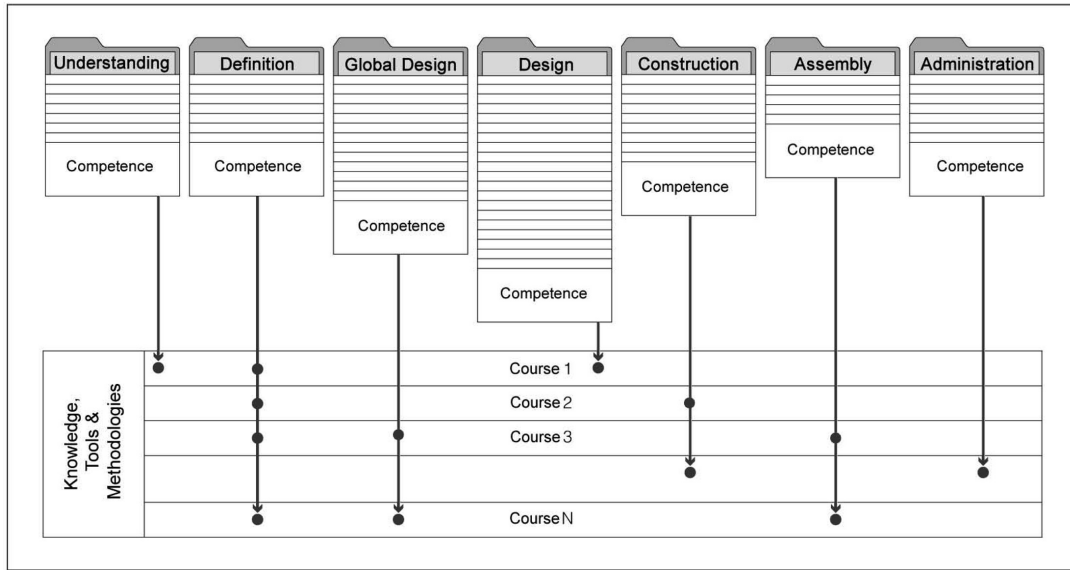 Understanding
Definition
Global Design
Design
Construction
Assembly
Administration
Competence
Competence
Competence
Competence
Competence
Competence
Competence
Knowledge,
Tools &
Methodologies
Course 1
Course 2
Course 3
Course N